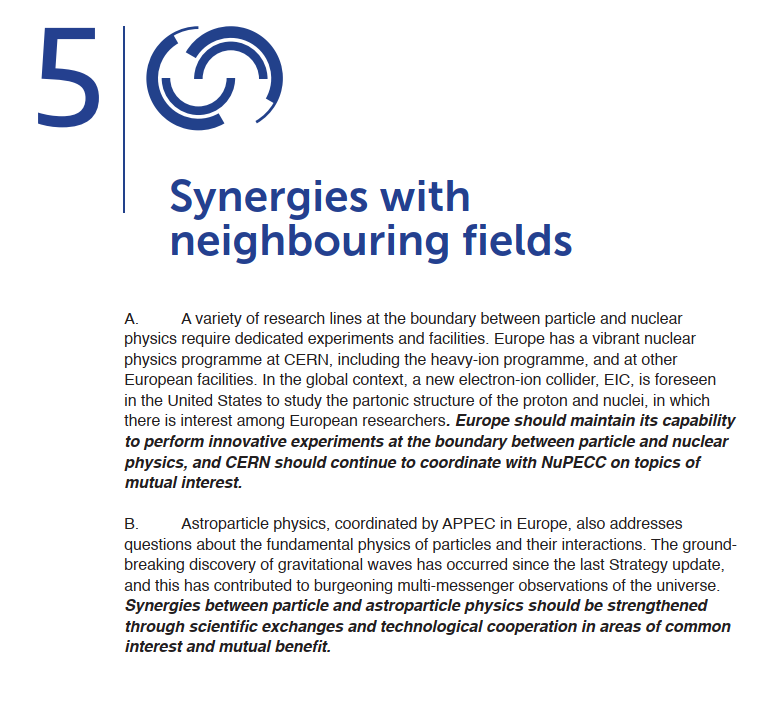 5
Synergies with
neighbouring fields
A. A variety of research lines at the boundary between particle and nuclear
physics require dedicated experiments and facilities. Europe has a vibrant nuclear
physics programme at CERN, including the heavy-ion programme, and at other
European facilities. In the global context, a new electron-ion collider, EIC, is foreseen
in the United States to study the partonic structure of the proton and nuclei, in which
there is interest among European researchers. Europe should maintain its capability
to perform innovative experiments at the boundary between particle and nuclear
physics, and CERN should continue to coordinate with NuPECC on topics of
mutual interest.
B. Astroparticle physics, coordinated by APPEC in Europe, also addresses
questions about the fundamental physics of particles and their interactions. The ground-
breaking discovery of gravitational waves has occurred since the last Strategy update,
and this has contributed to burgeoning multi-messenger observations of the universe.
Synergies between particle and astroparticle physics should be strengthened
through scientific exchanges and technological cooperation in areas of common
interest and mutual benefit.